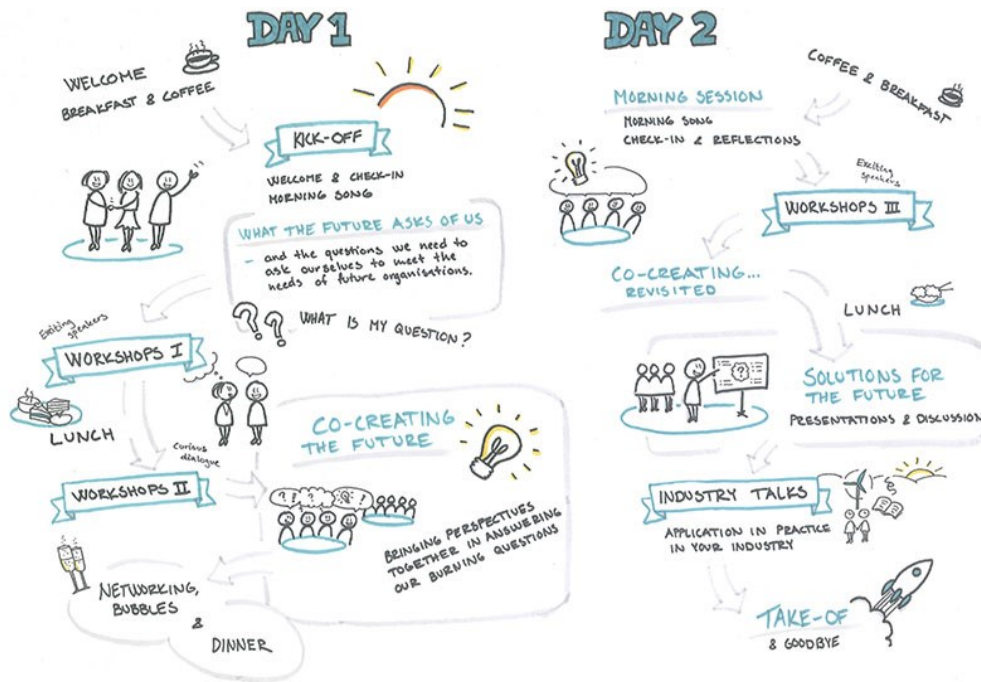 DAY 1
WELCOME
BREAKFAST & COFFEE
KICK-OFF
WELCOME & CHECK-IN
MORNING SONG
WHAT THE FUTURE ASKS OF US
- and the questions we need to
ask ourselves to meet the
needs of future organisations.
WHAT IS MY QUESTION?
Exiting
speakers
WORKSHOPS I
LUNCH
Curious
dialogue
WORKSHOPS II
CO-CREATING
THE FUTURE
BRINGING PERSPECTIVES
TOGETHER IN ANSWERING
OUR BURNING QUESTIONS
NETWORKING,
BUBBLES
&
DINNER
DAY 2
COFFEE & BREAKFAST
MORNING SESSION
MORNING SONG
CHECK-IN & REFLECTIONS
Exciting
speakers
WORKSHOPS III
CO-CREATING...
REVISITED
LUNCH
SOLUTIONS FOR
THE FUTURE
PRESENTATIONS & DISCUSSION
INDUSTRY TALKS
APPLICATION IN PRACTICE
IN YOUR INDUSTRY
TAKE-OF
& GOODBYE